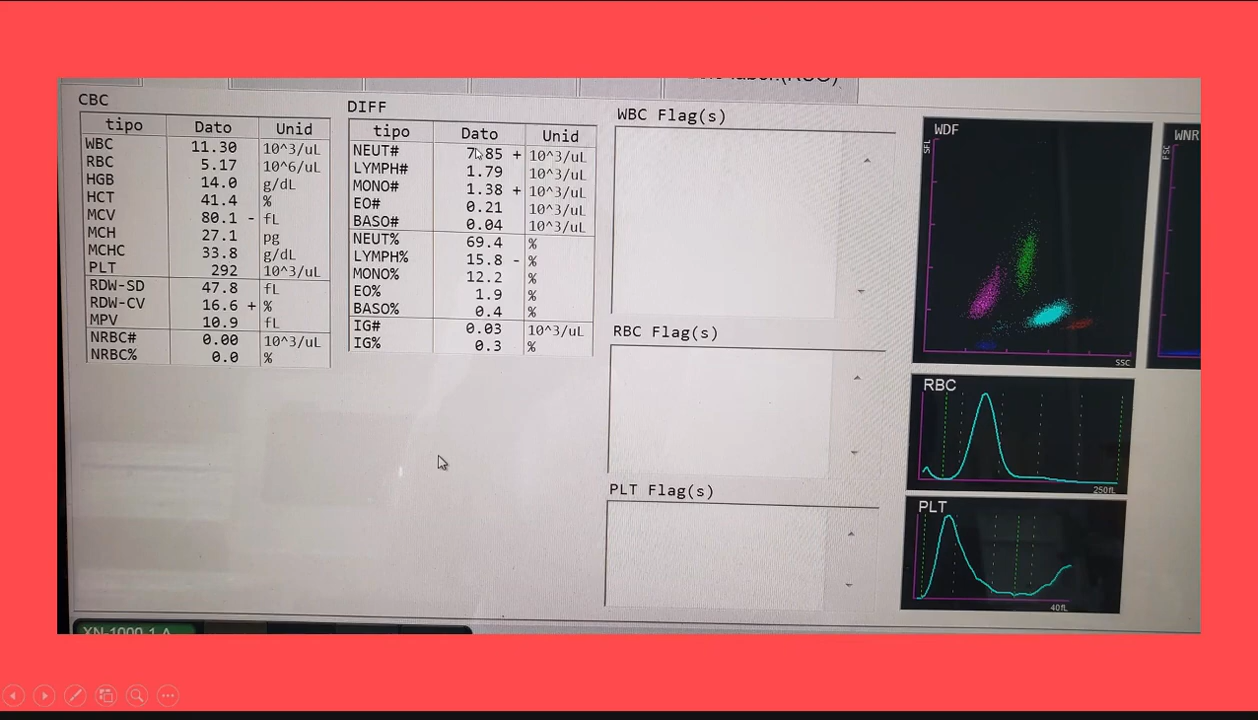 CBC
tipo Dato Unid
WBC 11.30 10^3/uL
RBC 5.17 10^6/uL
HGB 14.0 g/dL
HCT 41.4 %
MCV 80.1 - fL
MCH 27.1 pg
MCHC 33.8 g/dL
PLT 292 10^3/uL
RDW-SD 47.8 fL
RDW-CV 16.6 + %
MPV 10.9 fL
NRBC# 0.00 10^3/uL
NRBC% 0.0 %
DIFF
tipo Dato Unid
NEUT# 7.85 + 10^3/uL
LYMPH# 1.79 10^3/uL
MONO# 1.38 + 10^3/uL
EO# 0.21 10^3/uL
BASO# 0.04 10^3/uL
NEUT% 69.4 %
LYMPH% 15.8 - %
MONO% 12.2 %
EO% 1.9 %
BASO% 0.4 %
IG# 0.03 10^3/uL
IG% 0.3 %
WBC Flag(s)
RBC Flag(s)
PLT Flag(s)
WDF
SFL
SSC
WNR
FSC
RBC
250fL
PLT
40fL
XN-1000-1-A